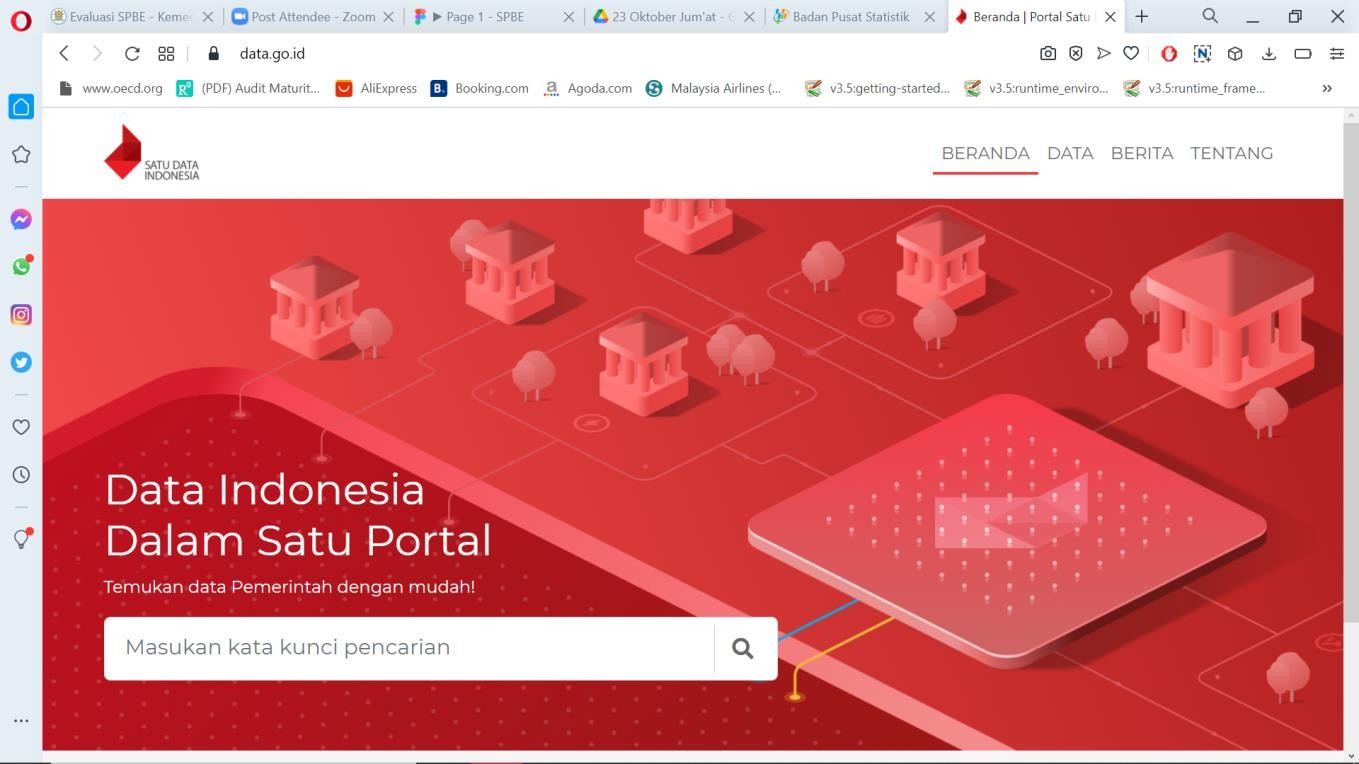 Evaluasi SPBE - Kemen
Post Attendee - Zoom
Page 1 - SPBE
23 Oktober Jum'at - G
Badan Pusat Statistik
Beranda | Portal Satu
data.go.id
www.oecd.org
(PDF) Audit Maturit...
AliExpress
B.
Booking.com
a
Agoda.com
Malaysia Airlines (...
v3.5:getting-started...
v3.5:runtime_enviro...
v3.5:runtime_frame...
SATU DATA
INDONESIA
BERANDA
DATA
BERITA
TENTANG
Data Indonesia
Dalam Satu Portal
Temukan data Pemerintah dengan mudah!
Masukan kata kunci pencarian